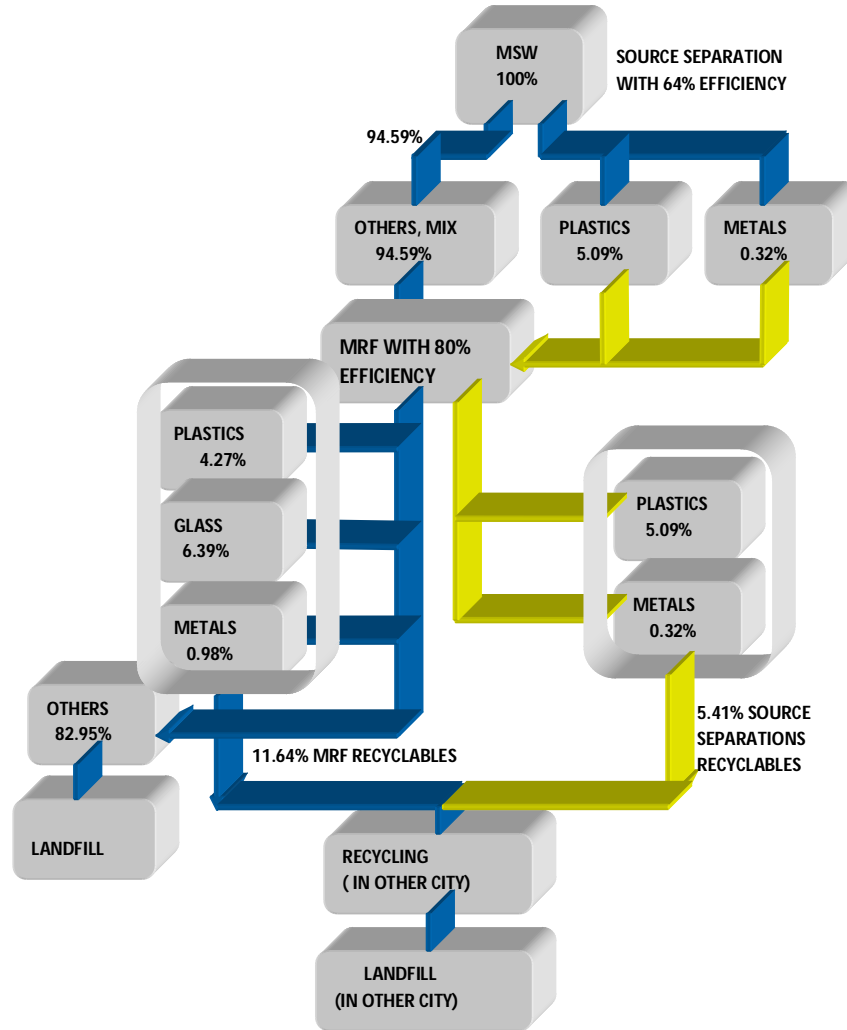 MSW
100%
SOURCE SEPARATION
WITH 64% EFFICIENCY
94.59%
OTHERS, MIX
94.59%
PLASTICS
5.09%
METALS
0.32%
MRF WITH 80%
EFFICIENCY
PLASTICS
4.27%
GLASS
6.39%
METALS
0.98%
PLASTICS
5.09%
METALS
0.32%
OTHERS
82.95%
11.64% MRF RECYCLABLES
5.41% SOURCE
SEPARATIONS
RECYCLABLES
LANDFILL
RECYCLING
( IN OTHER CITY)
LANDFILL
(IN OTHER CITY)